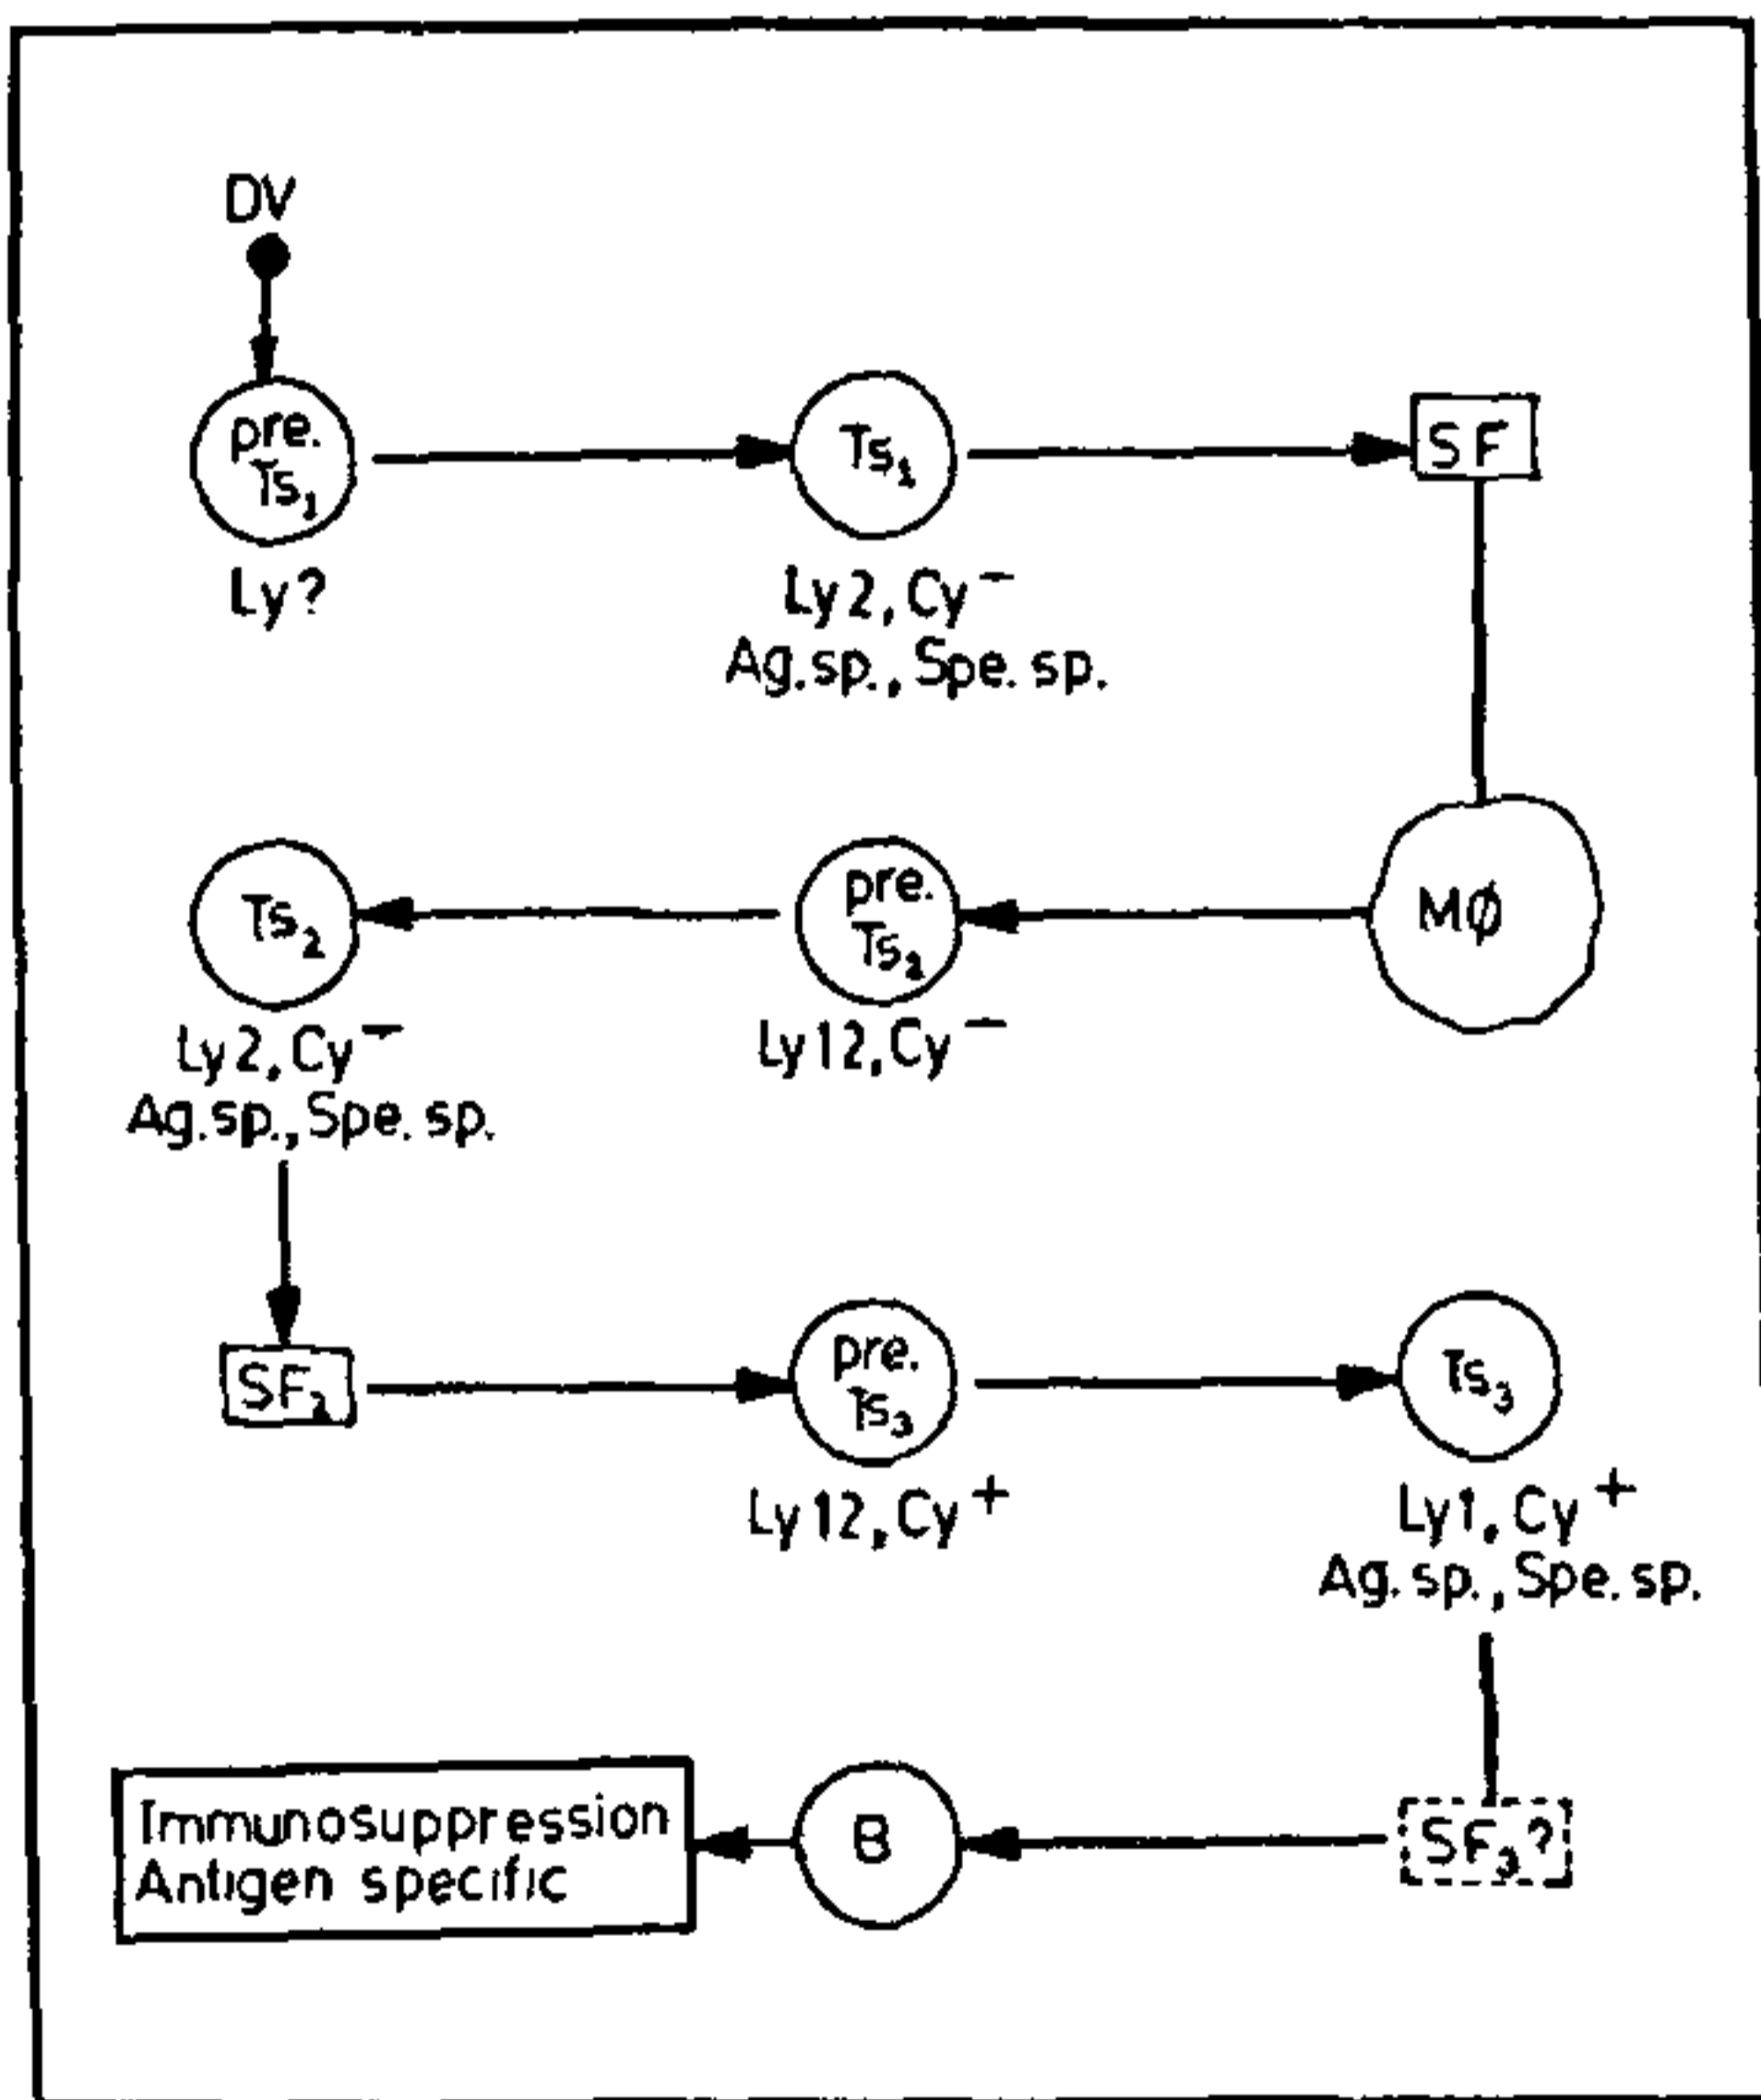 DV
pre.
Ts₁
Ts₁
SF
Ly?
Ly2, Cy⁻
Ag.sp., Spe. sp.
Ts₂
pre.
Ts₂
MØ
Ly2, Cy⁻
Ag.sp., Spe. sp.
Ly12, Cy⁻
SF₂
pre.
Ts₃
Ts₃
Ly12, Cy⁺
Ly1, Cy⁺
Ag. sp., Spe. sp.
Immunosuppression
Antigen specific
B
SF₃?